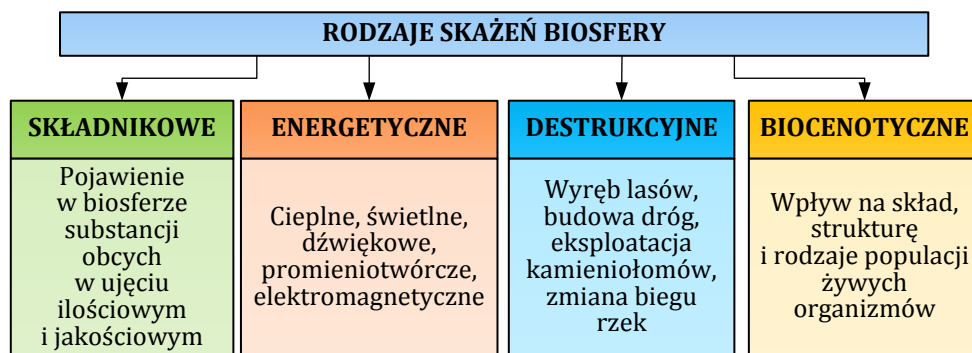 RODZAJE SKAŻEŃ BIOSFERY
SKŁADNIKOWE
Pojawienie
w biosferze
substancji
obcych
w ujęciu
ilościowym
i jakościowym
ENERGETYCZNE
Cieplne, świetlne,
dźwiękowe,
promieniotwórcze,
elektromagnetyczne
DESTRUKCYJNE
Wyręb lasów,
budowa dróg,
eksploatacja
kamieniołomów,
zmiana biegu
rzek
BIOCENOTYCZNE
Wpływ na skład,
strukturę
i rodzaje populacji
żywych
organizmów